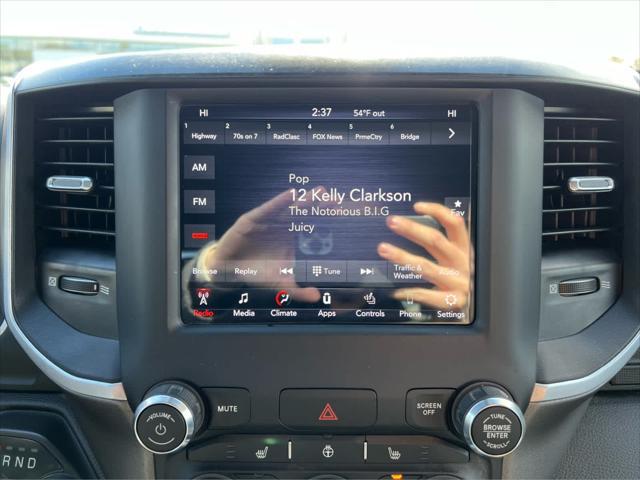 HI 2:37 54°F out HI
1 2 3 4 5 6
Highway 70s on 7 RadClasc FOX News PrmeCtry Bridge
AM
FM
Pop
12 Kelly Clarkson
The Notorious B.I.G
Juicy
Fav
Browse Replay Tune Traffic & Weather Audio
Radio Media Climate Apps Controls Phone Settings
MUTE
SCREEN OFF
VOLUME
TUNE
BROWSE
ENTER
SCROLL
RND